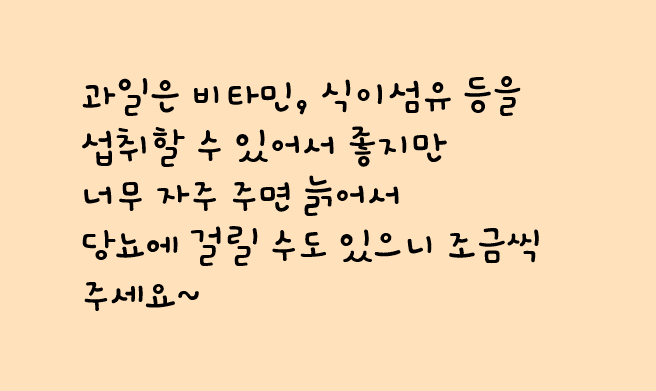 과일은 비타민, 식이섬유 등을
섭취할 수 있어서 좋지만
너무 자주 주면 늙어서
당뇨에 걸릴 수도 있으니 조금씩
주세요~